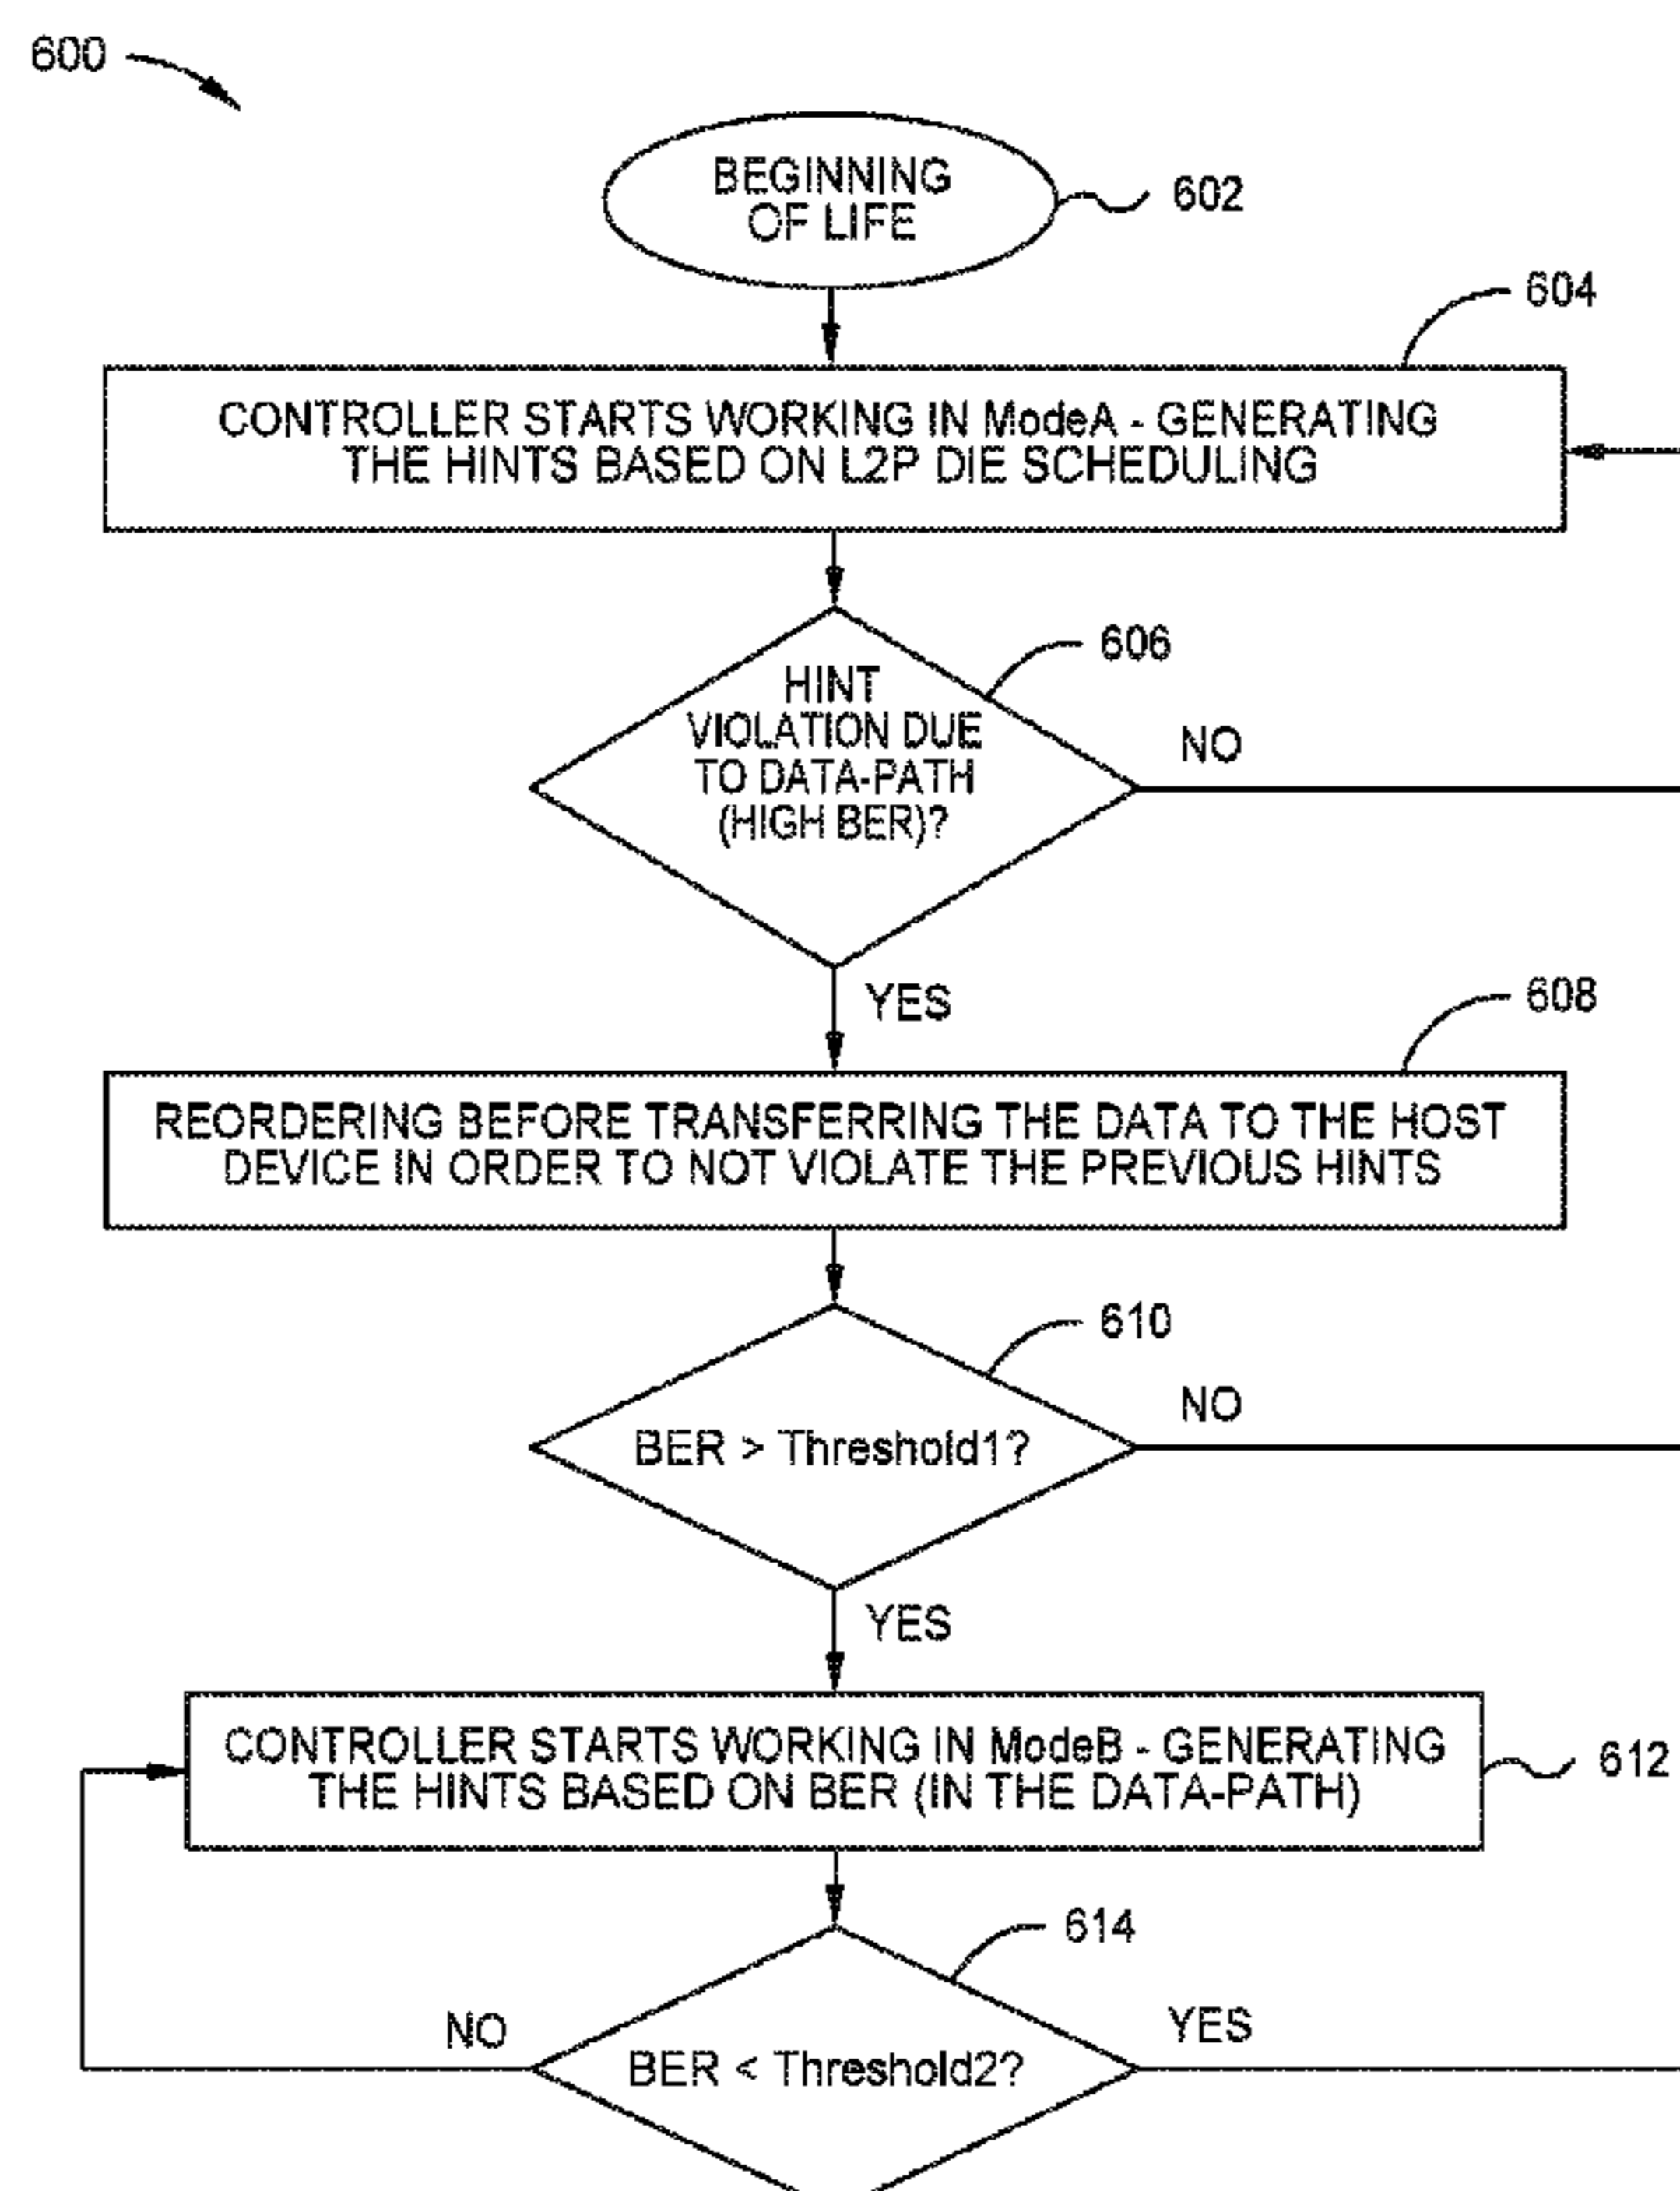 600
BEGINNING
OF LIFE
602
604
CONTROLLER STARTS WORKING IN ModeA - GENERATING
THE HINTS BASED ON L2P DIE SCHEDULING
606
HINT
VIOLATION DUE
TO DATA-PATH
(HIGH BER)?
NO
YES
608
REORDERING BEFORE TRANSFERRING THE DATA TO THE HOST
DEVICE IN ORDER TO NOT VIOLATE THE PREVIOUS HINTS
610
NO
BER > Threshold1?
YES
CONTROLLER STARTS WORKING IN ModeB - GENERATING
THE HINTS BASED ON BER (IN THE DATA-PATH)
612
614
NO
YES
BER < Threshold2?